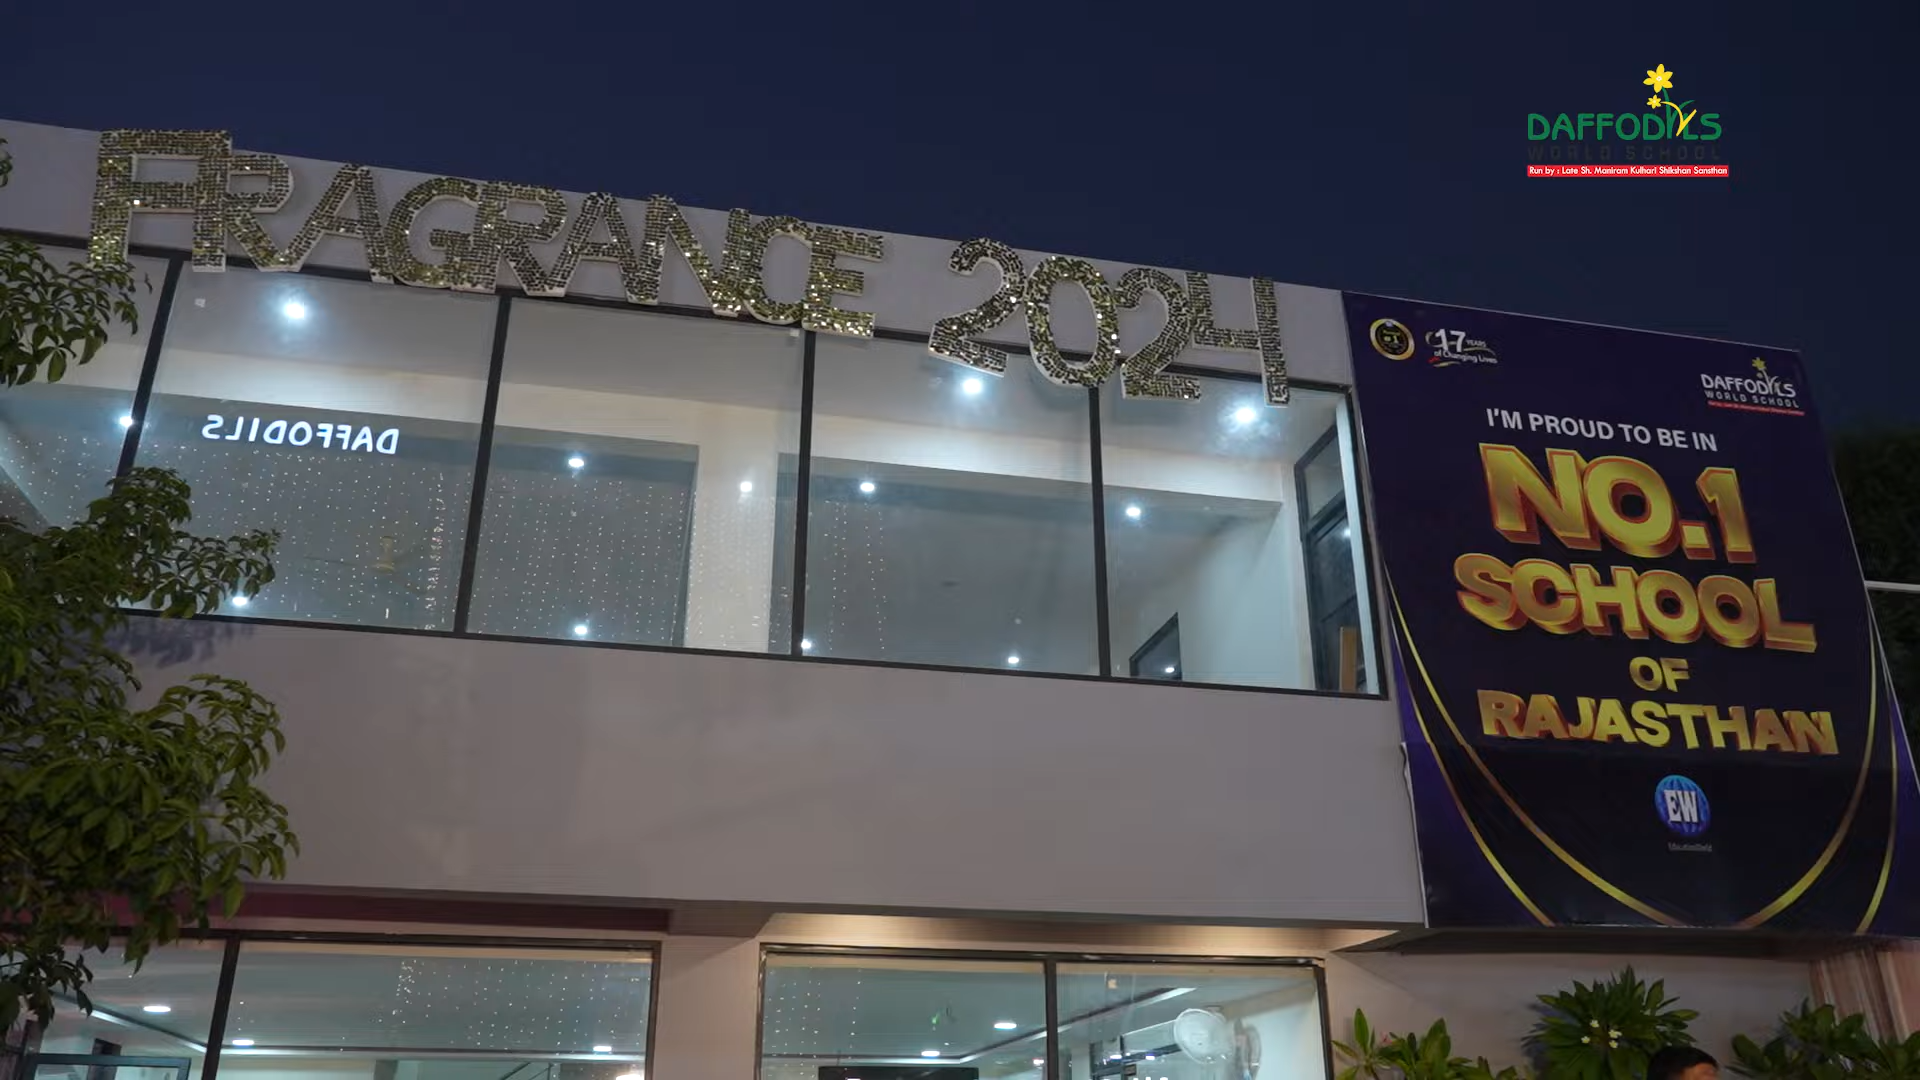 DAFFODILS
WORLD SCHOOL
Run by : Late Sh. Maniram Kulhari Shikshan Sansthan
FRAGRANCE 2024
DAFFODILS
17 YEARS
of Changing Lives
DAFFODILS
WORLD SCHOOL
I'M PROUD TO BE IN
NO.1
SCHOOL
OF
RAJASTHAN
EW